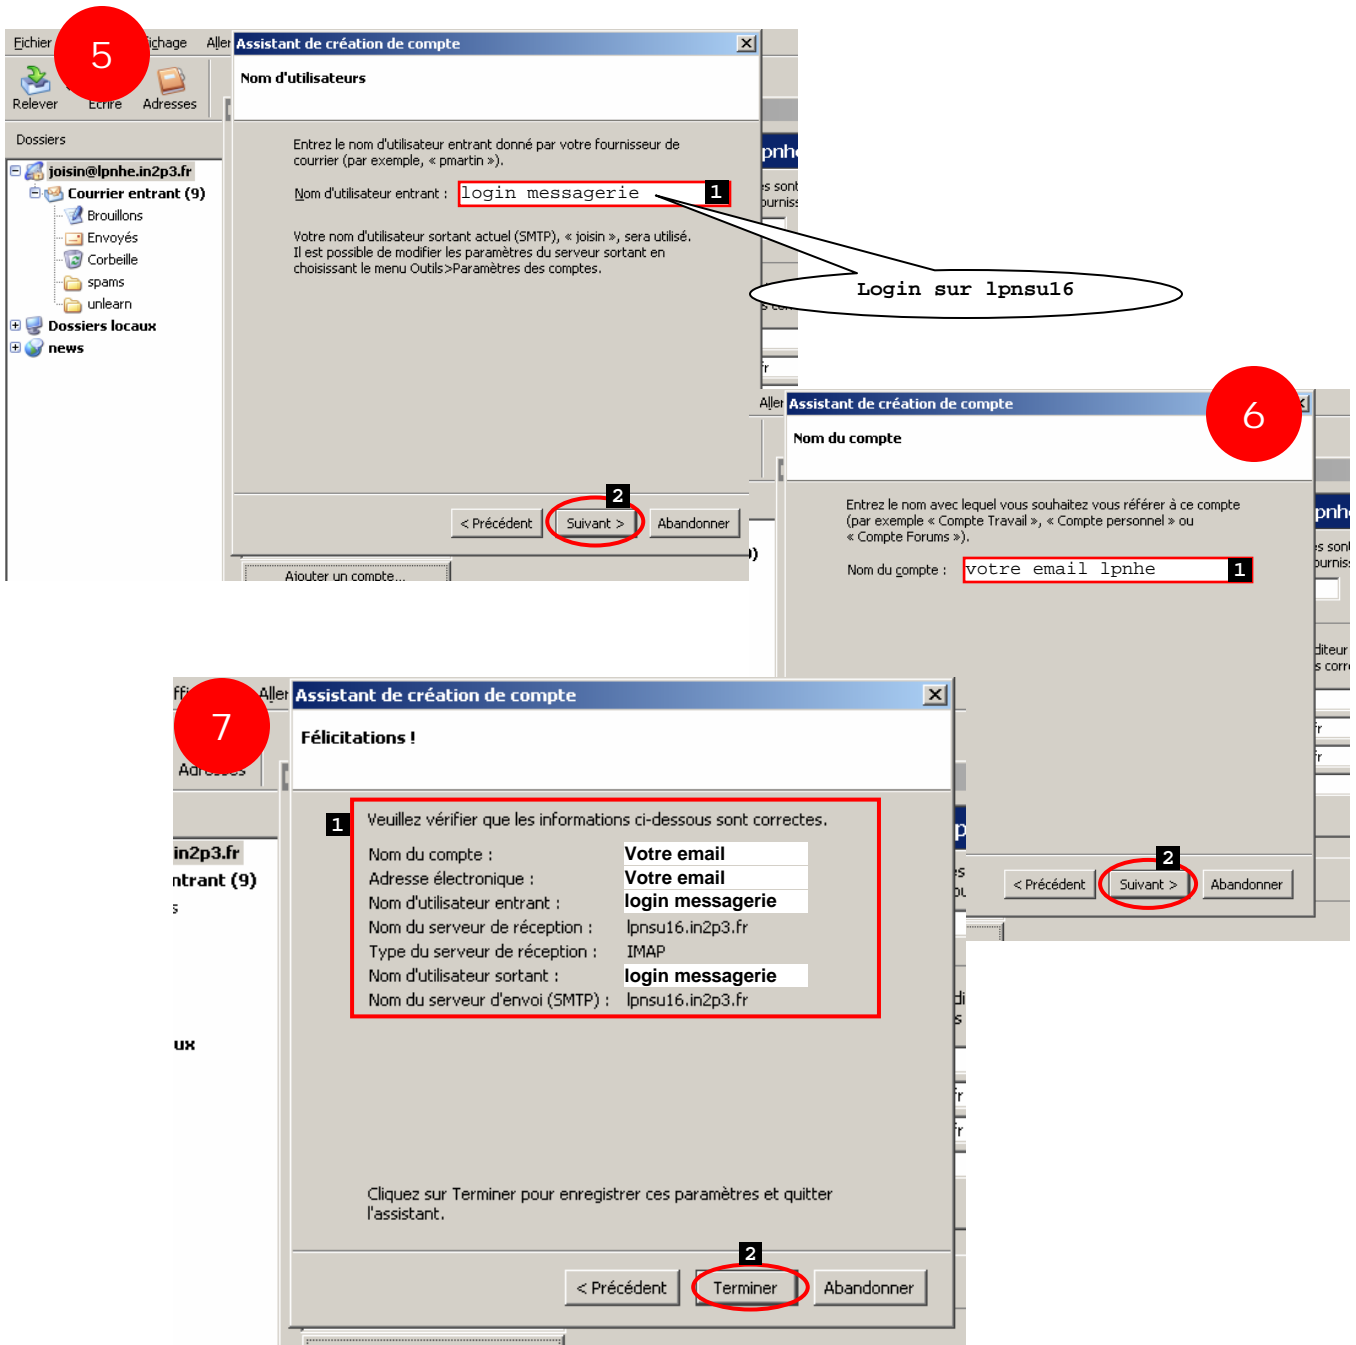 5
Fichier
ichage
Aller
Relever
Ecrire
Adresses
Dossiers
joisin@lpnhe.in2p3.fr
Courrier entrant (9)
Brouillons
Envoyés
Corbeille
spams
unlearn
Dossiers locaux
news
Assistant de création de compte
Nom d'utilisateurs
Entrez le nom d'utilisateur entrant donné par votre fournisseur de
courrier (par exemple, « pmartin »).
Nom d'utilisateur entrant :
login messagerie
1
Votre nom d'utilisateur sortant actuel (SMTP), « joisin », sera utilisé.
Il est possible de modifier les paramètres du serveur sortant en
choisissant le menu Outils>Paramètres des comptes.
Login sur lpnsu16
2
< Précédent
Suivant >
Abandonner
Ajouter un compte...
6
Aller
Assistant de création de compte
Nom du compte
Entrez le nom avec lequel vous souhaitez vous référer à ce compte
(par exemple « Compte Travail », « Compte personnel » ou
« Compte Forums »).
Nom du compte :
votre email lpnhe
1
2
< Précédent
Suivant >
Abandonner
7
Aller
Adresses
in2p3.fr
ntrant (9)
s
ux
Assistant de création de compte
Félicitations !
1
Veuillez vérifier que les informations ci-dessous sont correctes.
Nom du compte : Votre email
Adresse électronique : Votre email
Nom d'utilisateur entrant : login messagerie
Nom du serveur de réception : lpnsu16.in2p3.fr
Type du serveur de réception : IMAP
Nom d'utilisateur sortant : login messagerie
Nom du serveur d'envoi (SMTP) : lpnsu16.in2p3.fr
Cliquez sur Terminer pour enregistrer ces paramètres et quitter
l'assistant.
2
< Précédent
Terminer
Abandonner